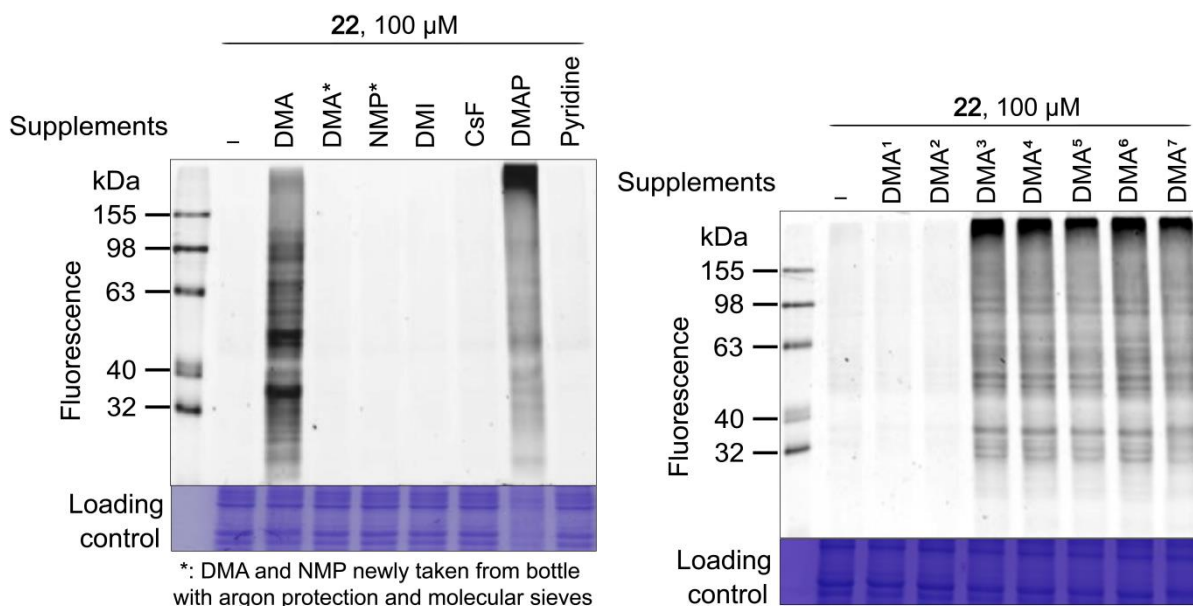 22, 100 µM
Supplements
–
DMA
DMA*
NMP*
DMI
CsF
DMAP
Pyridine
kDa
155
98
63
40
32
Fluorescence
Loading
control
*: DMA and NMP newly taken from bottle
with argon protection and molecular sieves
22, 100 µM
Supplements
–
DMA¹
DMA²
DMA³
DMA⁴
DMA⁵
DMA⁶
DMA⁷
kDa
155
98
63
40
32
Fluorescence
Loading
control